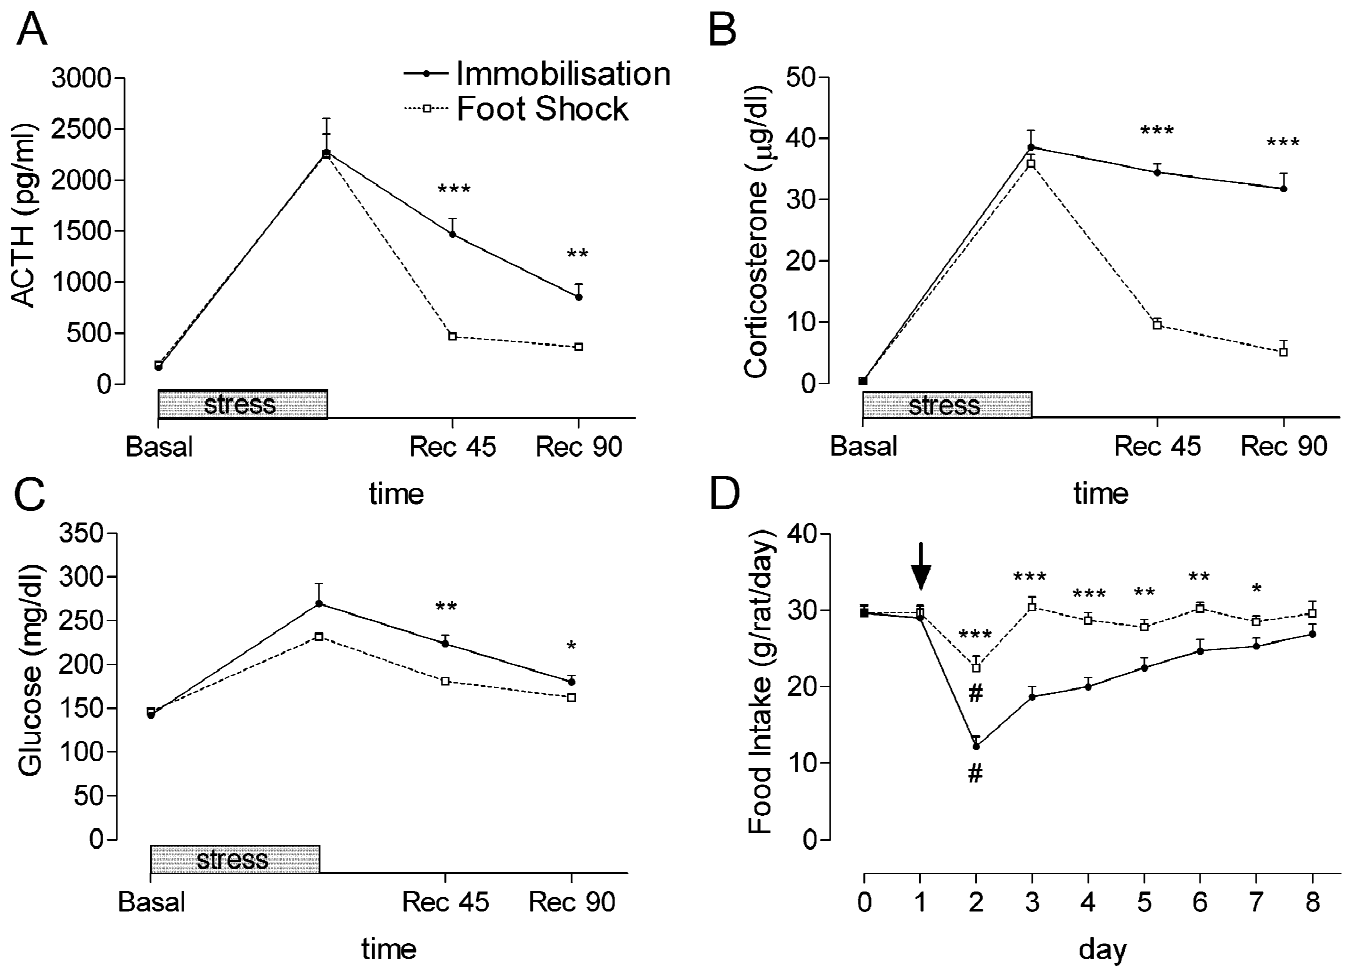 A
Immobilisation
Foot Shock
ACTH (pg/ml)
3000
2500
2000
1500
1000
500
0
***
**
stress
Basal
Rec 45
Rec 90
time
B
Corticosterone (µg/dl)
50
40
30
20
10
0
***
***
stress
Basal
Rec 45
Rec 90
time
C
Glucose (mg/dl)
350
300
250
200
150
100
50
0
**
*
stress
Basal
Rec 45
Rec 90
time
D
Food Intake (g/rat/day)
40
30
20
10
0
***
***
***
**
**
*
#
#
0 1 2 3 4 5 6 7 8
day